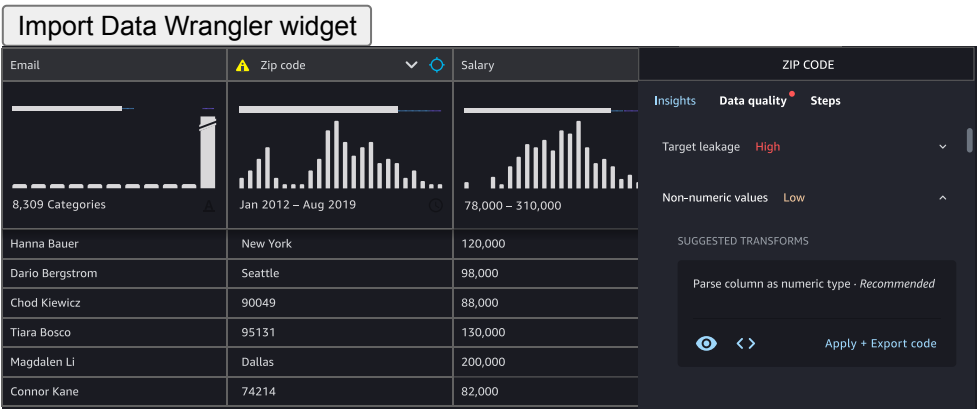 Import Data Wrangler widget
Email Zip code Salary ZIP CODE
Insights Data quality Steps
Target leakage High
Non-numeric values Low
8,309 Categories Jan 2012 – Aug 2019 78,000 – 310,000
SUGGESTED TRANSFORMS
Parse column as numeric type · Recommended
Apply + Export code
Hanna Bauer New York 120,000
Dario Bergstrom Seattle 98,000
Chod Kiewicz 90049 88,000
Tiara Bosco 95131 130,000
Magdalen Li Dallas 200,000
Connor Kane 74214 82,000